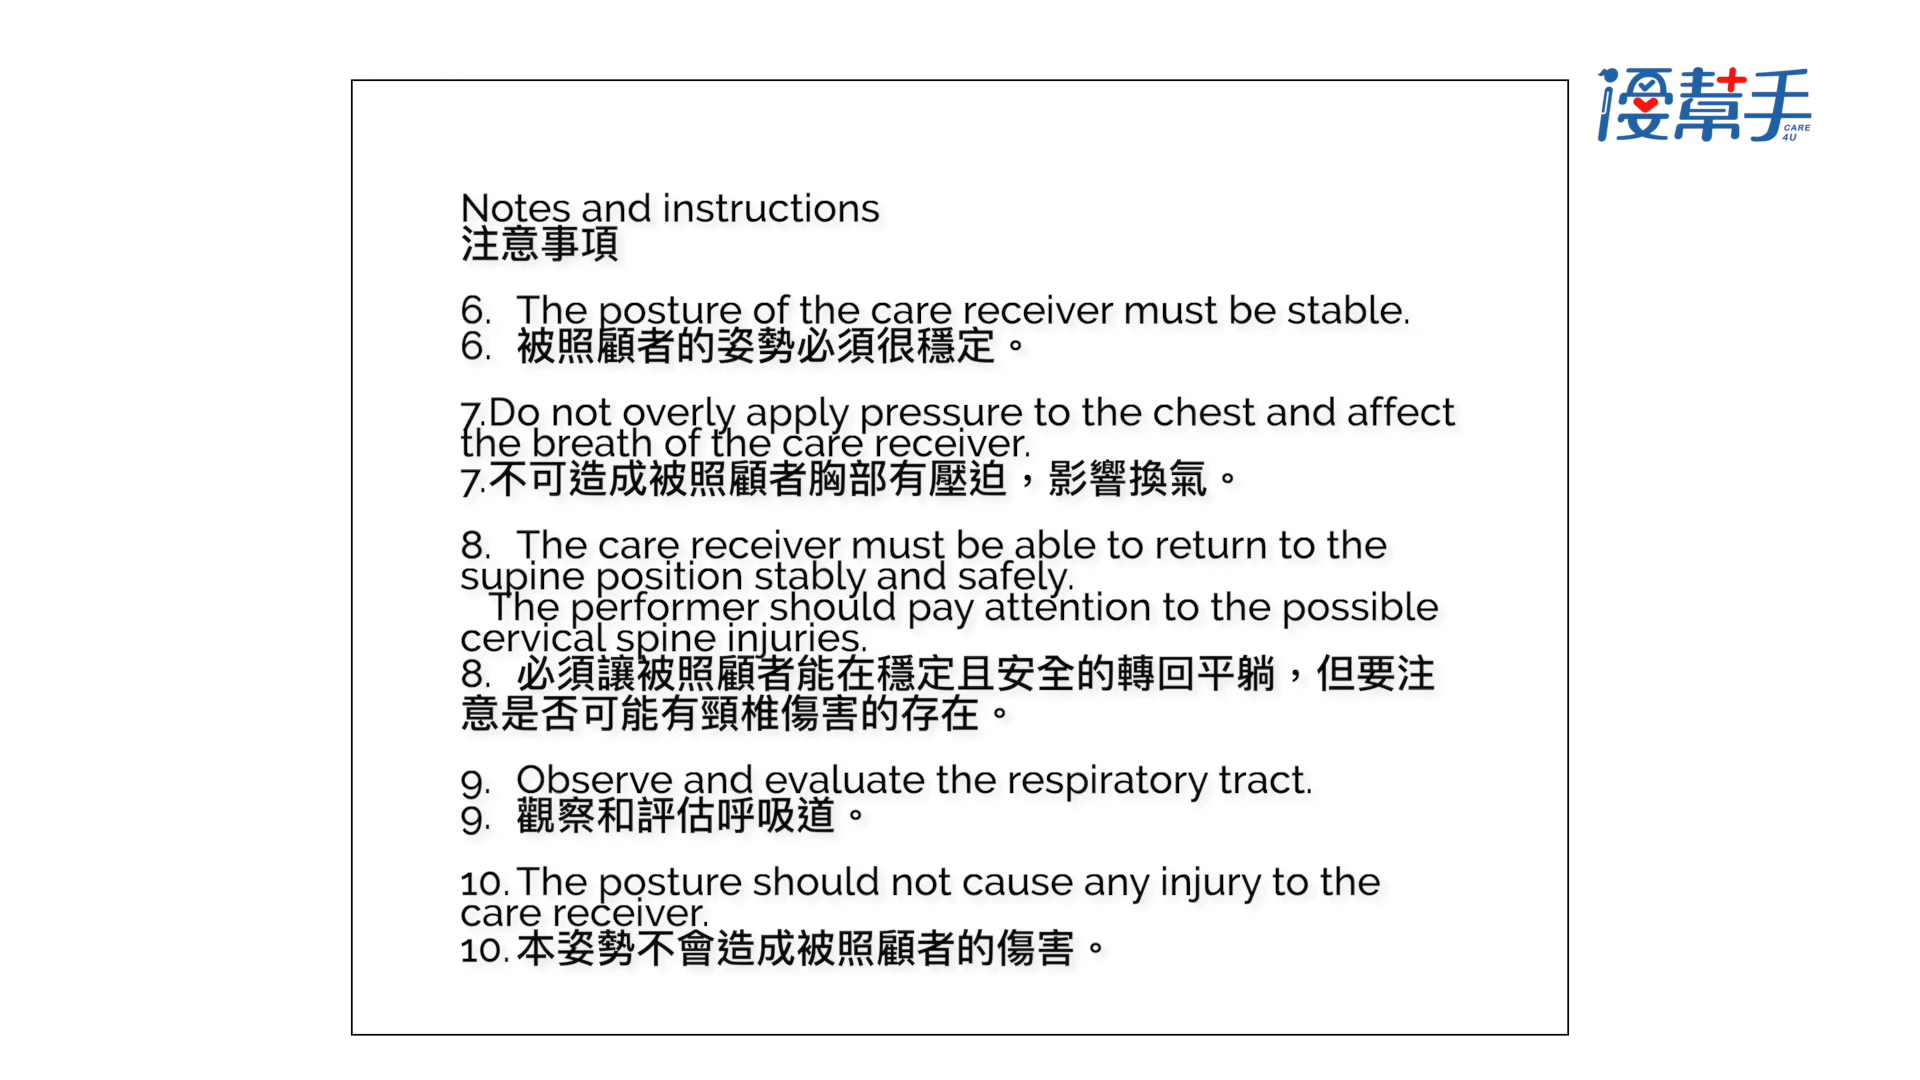 優幫手
CARE
4U
Notes and instructions
注意事項
6. The posture of the care receiver must be stable.
6. 被照顧者的姿勢必須很穩定。
7.Do not overly apply pressure to the chest and affect
the breath of the care receiver.
7.不可造成被照顧者胸部有壓迫，影響換氣。
8. The care receiver must be able to return to the
supine position stably and safely.
The performer should pay attention to the possible
cervical spine injuries.
8. 必須讓被照顧者能在穩定且安全的轉回平躺，但要注
意是否可能有頸椎傷害的存在。
9. Observe and evaluate the respiratory tract.
9. 觀察和評估呼吸道。
10. The posture should not cause any injury to the
care receiver.
10. 本姿勢不會造成被照顧者的傷害。